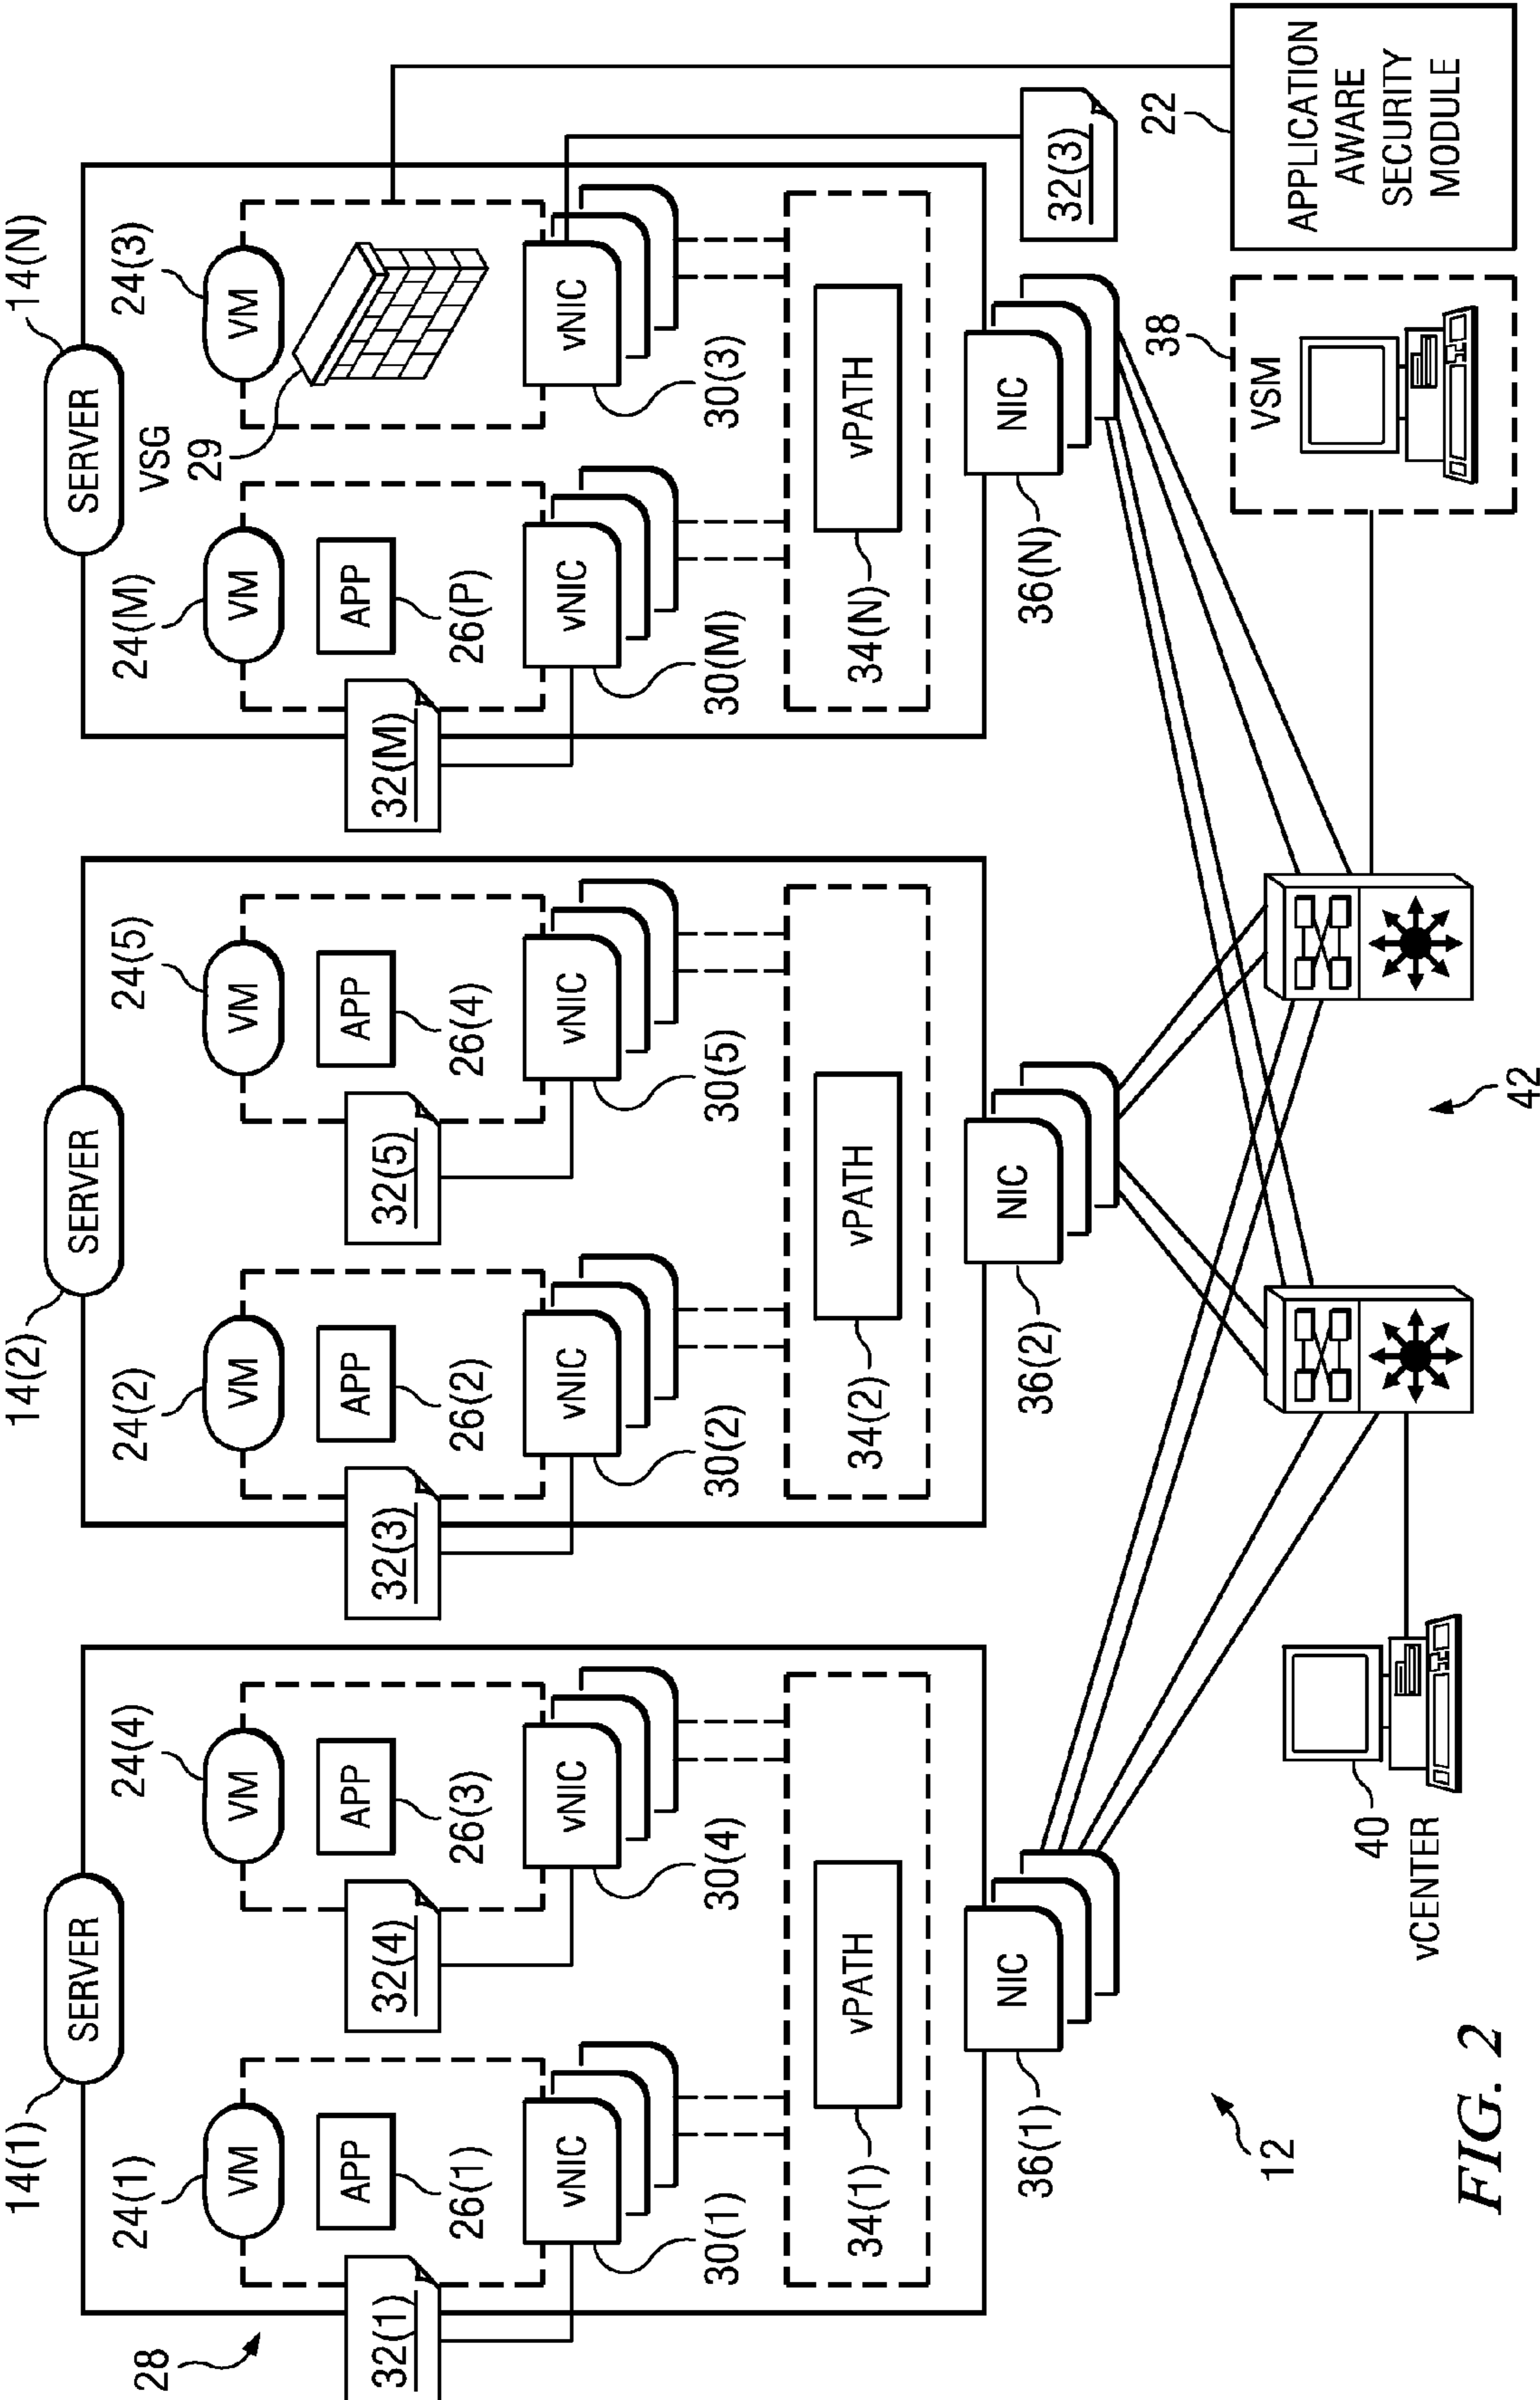 28
14(1)
SERVER
24(1)
VM
APP
26(1)
32(1)
vNIC
30(1)
24(4)
VM
APP
26(3)
32(4)
vNIC
30(4)
vPATH
34(1)
NIC
36(1)
14(2)
SERVER
24(2)
VM
APP
26(2)
32(3)
vNIC
30(2)
24(5)
VM
APP
26(4)
32(5)
vNIC
30(5)
vPATH
34(2)
NIC
36(2)
14(N)
SERVER
24(M)
VM
APP
26(P)
32(M)
vNIC
30(M)
VSG
29
24(3)
VM
vNIC
30(3)
32(3)
vPATH
34(N)
NIC
36(N)
12
40
vCENTER
42
38
VSM
22
APPLICATION
AWARE
SECURITY
MODULE
FIG. 2